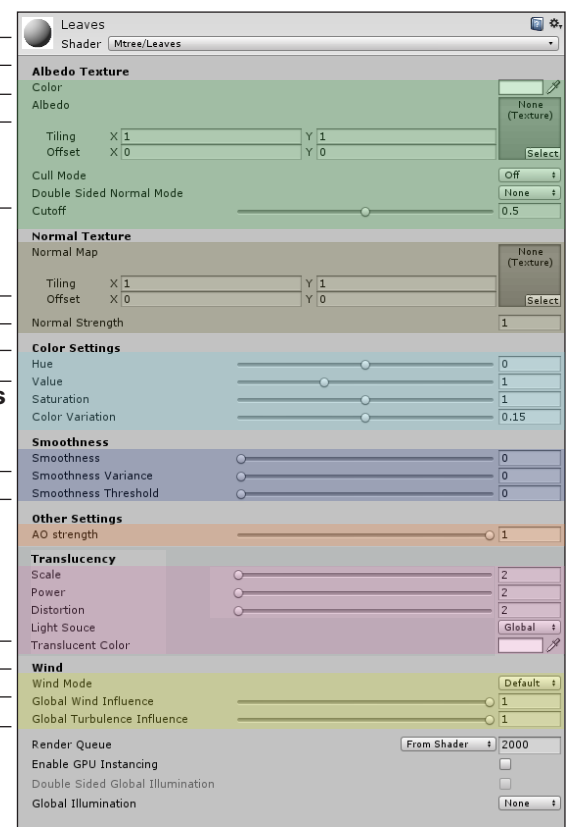 Leaves
Shader Mtree/Leaves
Albedo Texture
Color
Albedo None
(Texture)
Tiling X 1 Y 1
Offset X 0 Y 0 Select
Cull Mode Off
Double Sided Normal Mode None
Cutoff 0.5
Normal Texture
Normal Map None
(Texture)
Tiling X 1 Y 1
Offset X 0 Y 0 Select
Normal Strength 1
Color Settings
Hue 0
Value 1
s
Saturation 1
Color Variation 0.15
Smoothness
Smoothness 0
Smoothness Variance 0
Smoothness Threshold 0
Other Settings
AO strength 1
Translucency
Scale 2
Power 2
Distortion 2
Light Souce Global
Translucent Color
Wind
Wind Mode Default
Global Wind Influence 1
Global Turbulence Influence 1
Render Queue From Shader 2000
Enable GPU Instancing
Double Sided Global Illumination
Global Illumination None